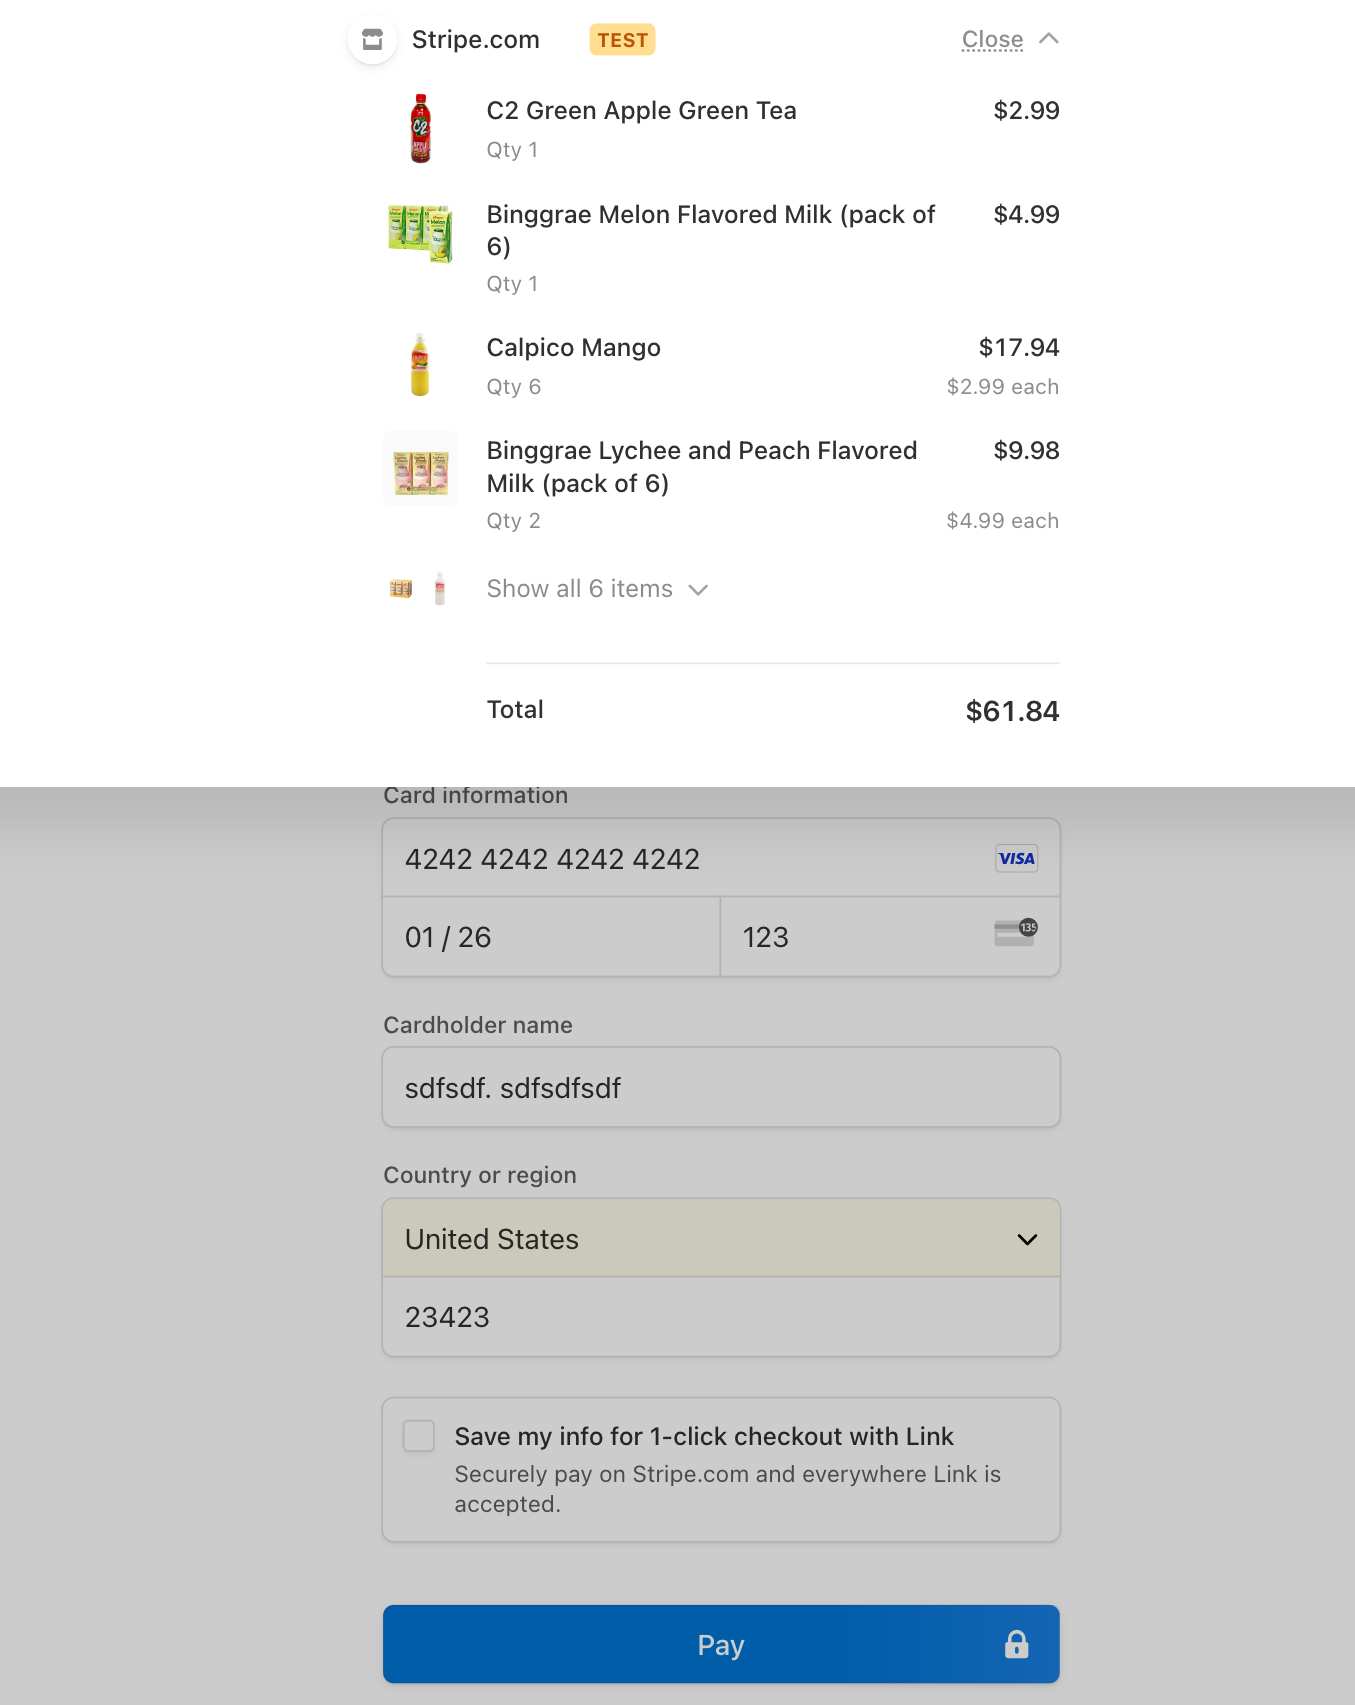 Stripe.com
TEST
Close
C2 Green Apple Green Tea
$2.99
Qty 1
Binggrae Melon Flavored Milk (pack of
6)
$4.99
Qty 1
Calpico Mango
$17.94
Qty 6
$2.99 each
Binggrae Lychee and Peach Flavored
Milk (pack of 6)
$9.98
Qty 2
$4.99 each
Show all 6 items
Total
$61.84
Card information
4242 4242 4242 4242
VISA
01 / 26
123
135
Cardholder name
sdfsdf. sdfsdfsdf
Country or region
United States
23423
Save my info for 1-click checkout with Link
Securely pay on Stripe.com and everywhere Link is
accepted.
Pay